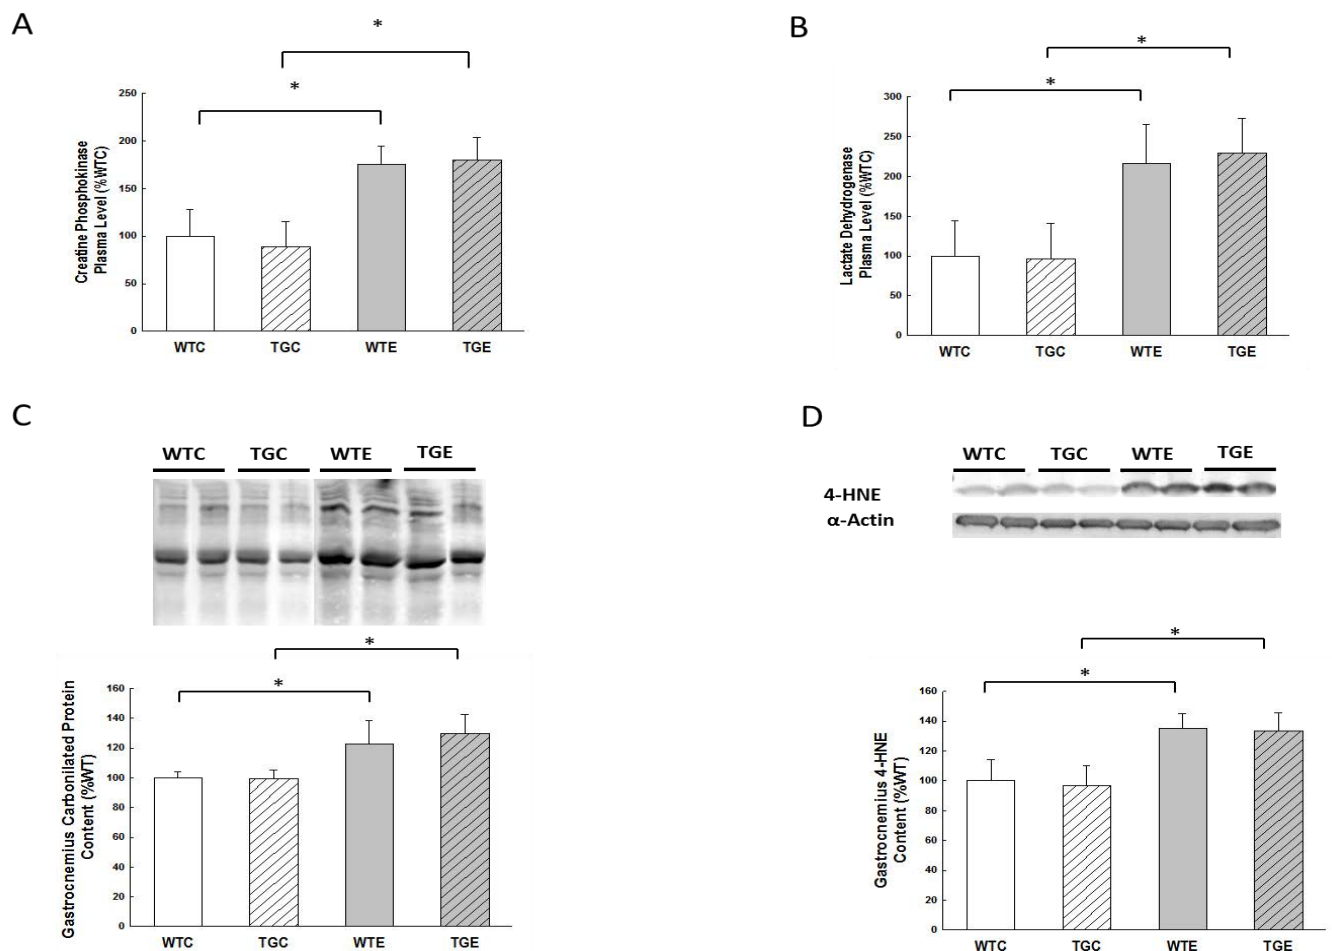 A
*
*
Creatine Phosphokinase
Plasma Level (%WTC)
250
200
150
100
50
0
WTC TGC WTE TGE
B
*
*
Lactate Dehydrogenase
Plasma Level (%WTC)
300
250
200
150
100
50
0
WTC TGC WTE TGE
C
WTC TGC WTE TGE
*
*
Gastrocnemius Carbonilated Protein
Content (%WT)
160
140
120
100
80
60
40
20
0
WTC TGC WTE TGE
D
WTC TGC WTE TGE
4-HNE
α-Actin
*
*
Gastrocnemius 4-HNE
Content (%WT)
160
140
120
100
80
60
40
20
0
WTC TGC WTE TGE